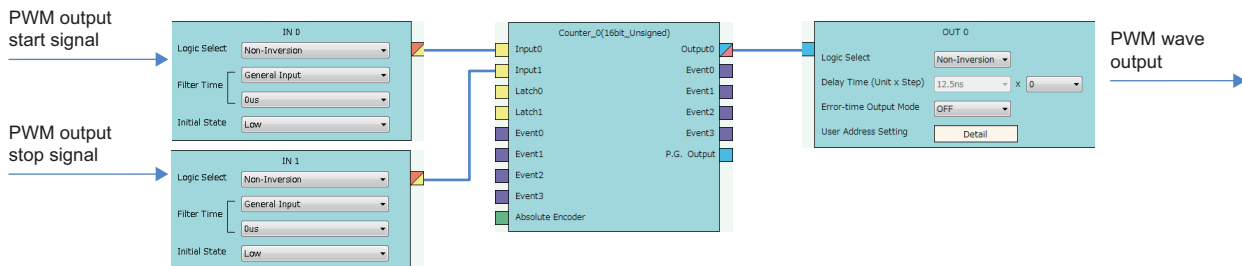 PWM output
start signal
PWM output
stop signal
IN 0
Logic Select
Non-Inversion
Filter Time
General Input
0us
Initial State
Low
IN 1
Logic Select
Non-Inversion
Filter Time
General Input
0us
Initial State
Low
Counter_0(16bit_Unsigned)
Input0
Output0
Input1
Event0
Latch0
Event1
Latch1
Event2
Event0
Event3
Event1
P.G. Output
Event2
Event3
Absolute Encoder
OUT 0
Logic Select
Non-Inversion
Delay Time (Unit x Step)
12.5ns
x
0
Error-time Output Mode
OFF
User Address Setting
Detail
PWM wave
output